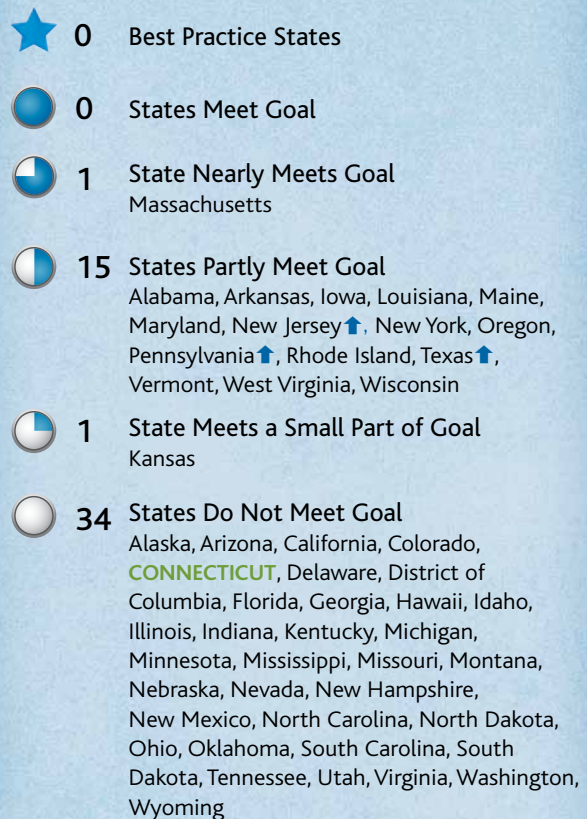 0 Best Practice States
0 States Meet Goal
1 State Nearly Meets Goal
Massachusetts
15 States Partly Meet Goal
Alabama, Arkansas, Iowa, Louisiana, Maine,
Maryland, New Jersey⬆, New York, Oregon,
Pennsylvania⬆, Rhode Island, Texas⬆,
Vermont, West Virginia, Wisconsin
1 State Meets a Small Part of Goal
Kansas
34 States Do Not Meet Goal
Alaska, Arizona, California, Colorado,
CONNECTICUT, Delaware, District of
Columbia, Florida, Georgia, Hawaii, Idaho,
Illinois, Indiana, Kentucky, Michigan,
Minnesota, Mississippi, Missouri, Montana,
Nebraska, Nevada, New Hampshire,
New Mexico, North Carolina, North Dakota,
Ohio, Oklahoma, South Carolina, South
Dakota, Tennessee, Utah, Virginia, Washington,
Wyoming